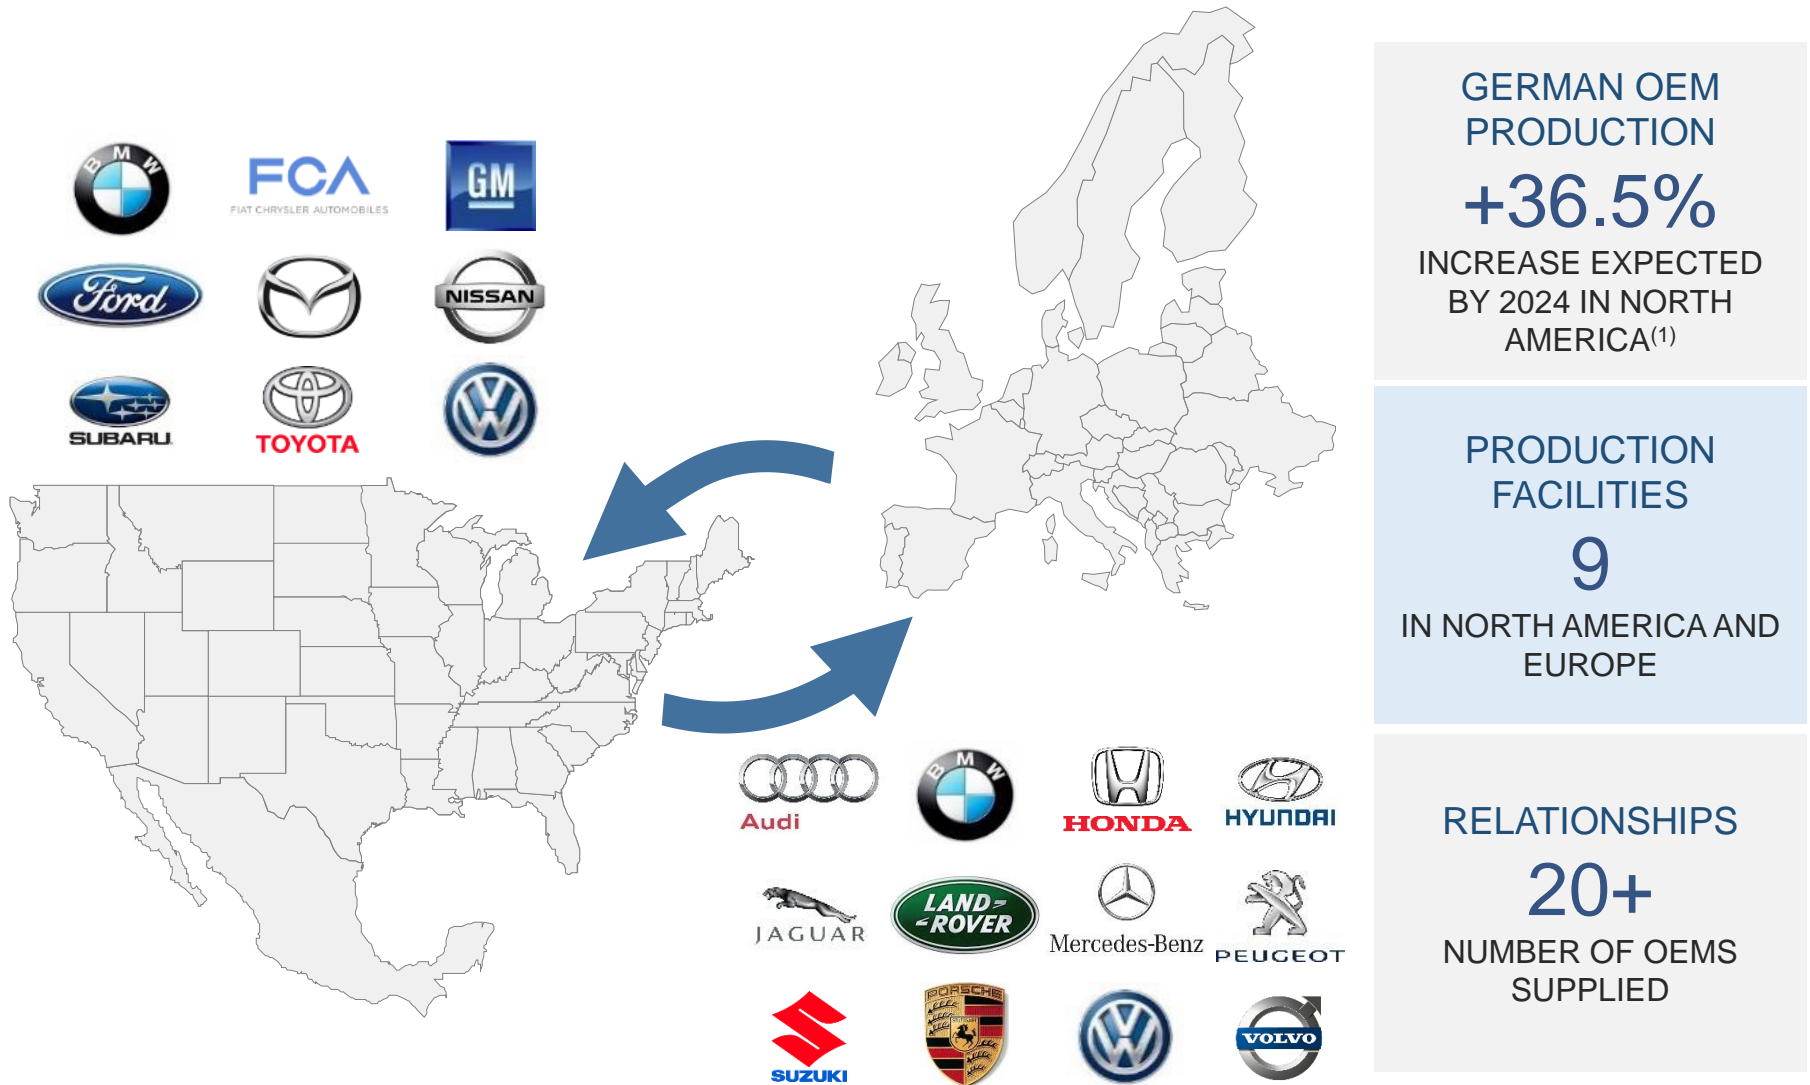 BMW
FCA
FIAT CHRYSLER AUTOMOBILES
GM
Ford
NISSAN
SUBARU
TOYOTA
VW
Audi
BMW
HONDA
HYUNDAI
JAGUAR
LAND-
-ROVER
Mercedes-Benz
PEUGEOT
SUZUKI
PORSCHE
VW
VOLVO
GERMAN OEM
PRODUCTION
+36.5%
INCREASE EXPECTED
BY 2024 IN NORTH
AMERICA(1)
PRODUCTION
FACILITIES
9
IN NORTH AMERICA AND
EUROPE
RELATIONSHIPS
20+
NUMBER OF OEMS
SUPPLIED